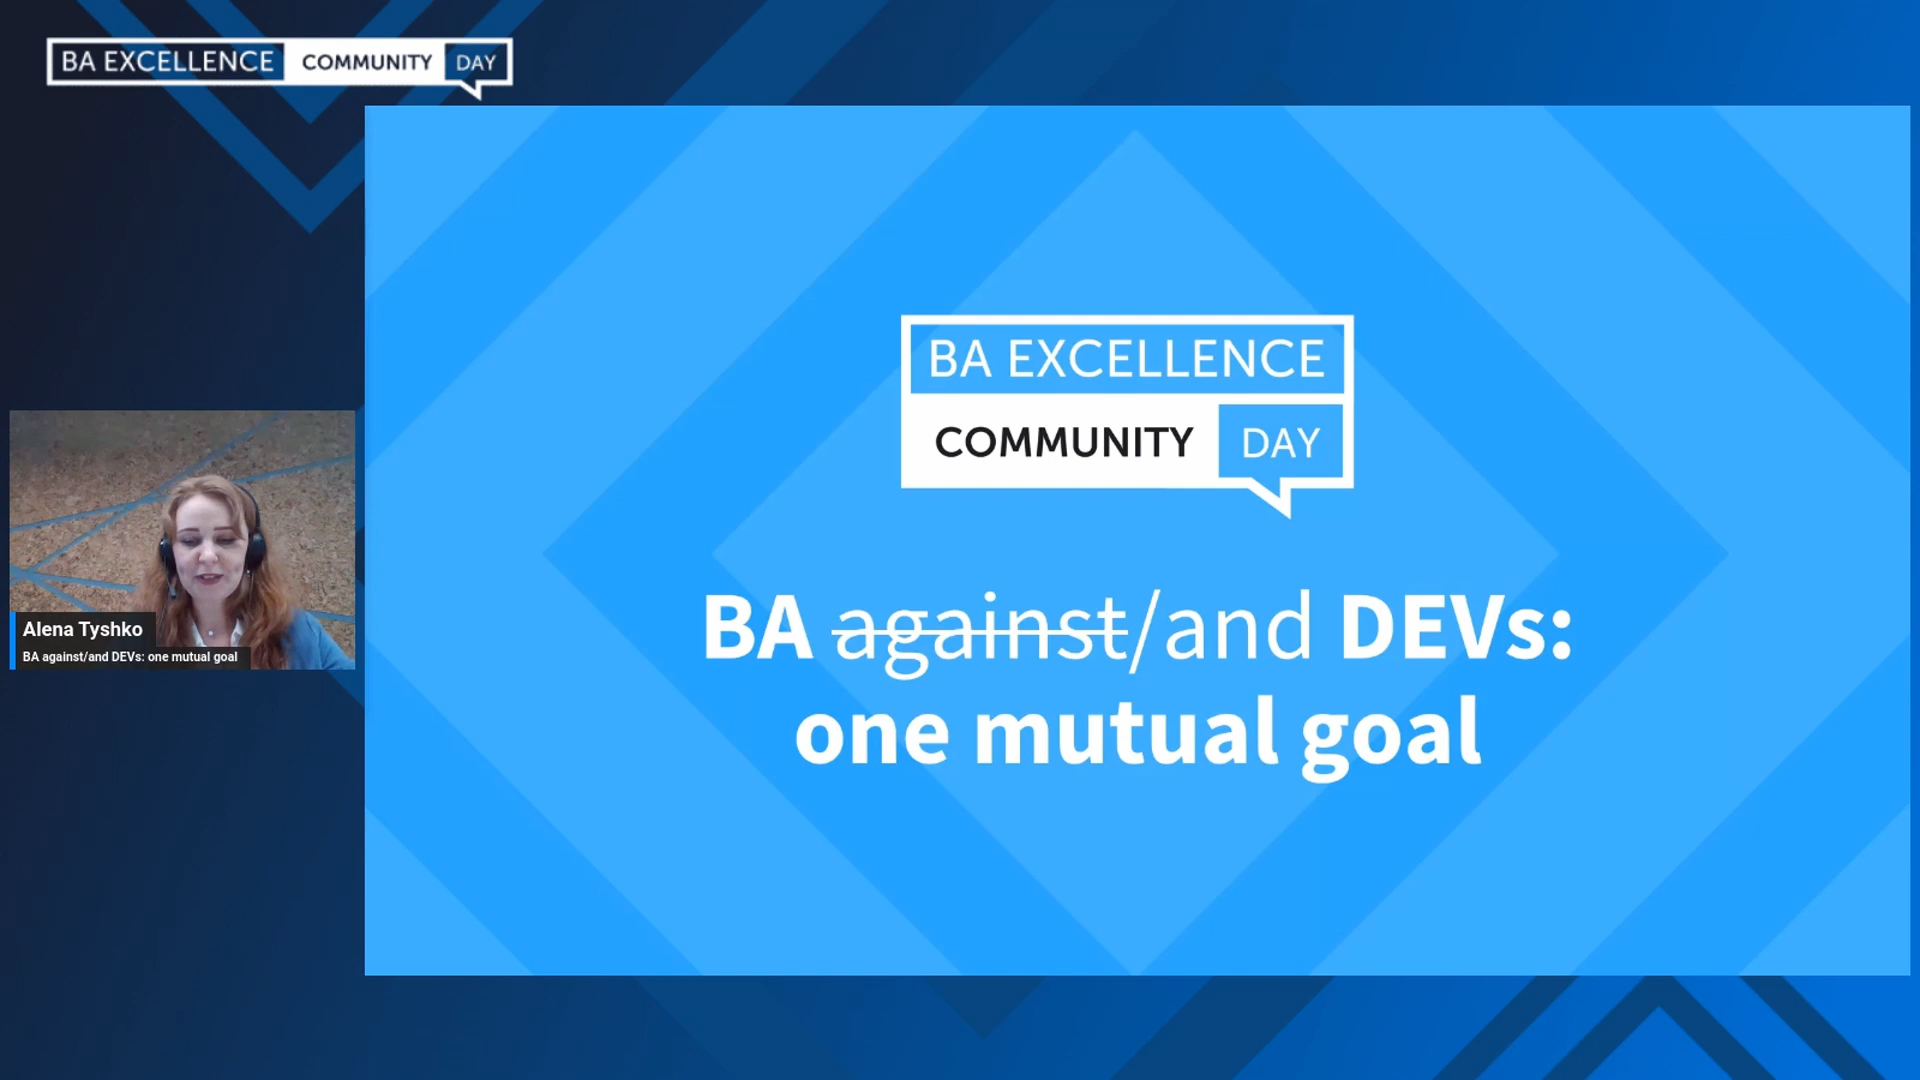 BA EXCELLENCE COMMUNITY DAY
BA EXCELLENCE
COMMUNITY DAY
BA against/and DEVs:
one mutual goal
Alena Tyshko
BA against/and DEVs: one mutual goal